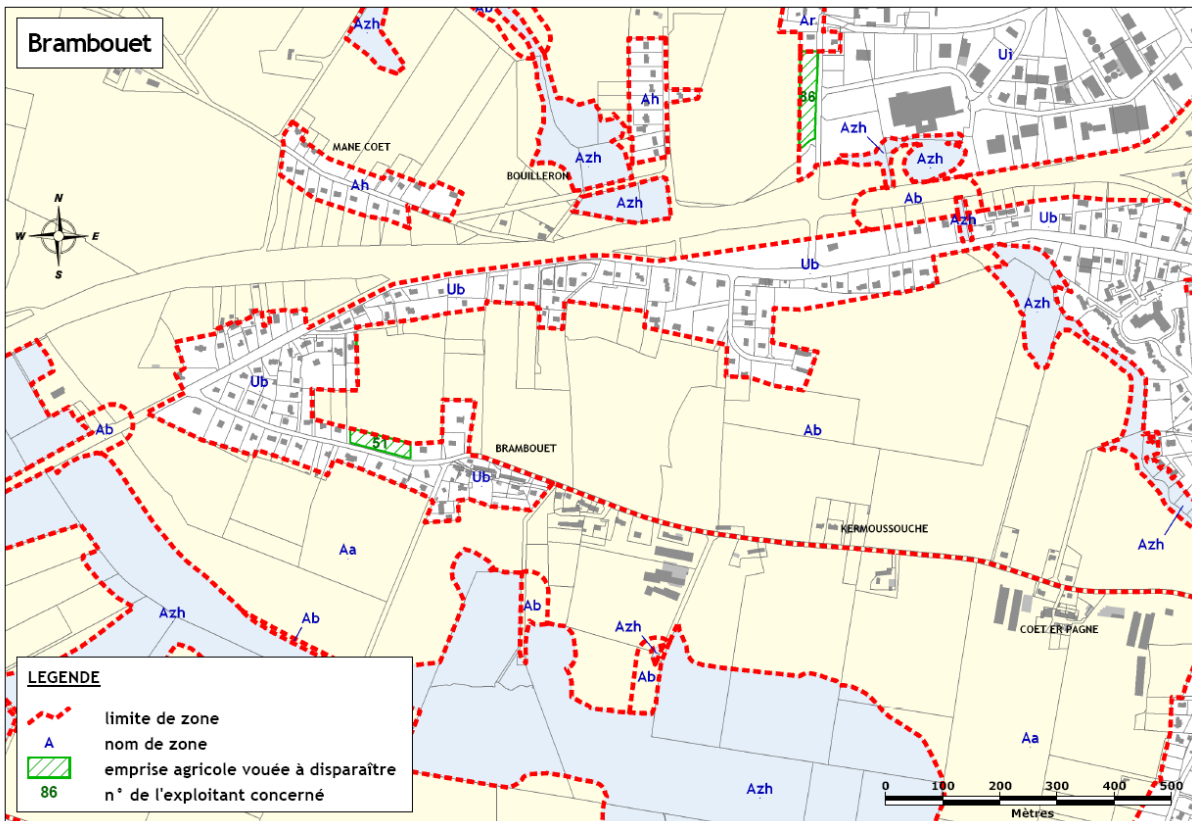 Brambouet
Azh
Ab
Ar
Ui
86
Ah
Azh
Azh
MANE COET
Azh
BOUILLERON
Ah
Azh
Ab
Azh
Ub
N
W E
S
Ub
Ub
Azh
Ub
Ab
Ab
51
BRAMBOUET
Ub
KERMOUSSOUCHE
Azh
Aa
Ab
Azh
Ab
Azh
COET ER PAGNE
Ab
Aa
Azh
LEGENDE
limite de zone
A nom de zone
emprise agricole vouée à disparaître
86 n° de l'exploitant concerné
0 100 200 300 400 500
Mètres